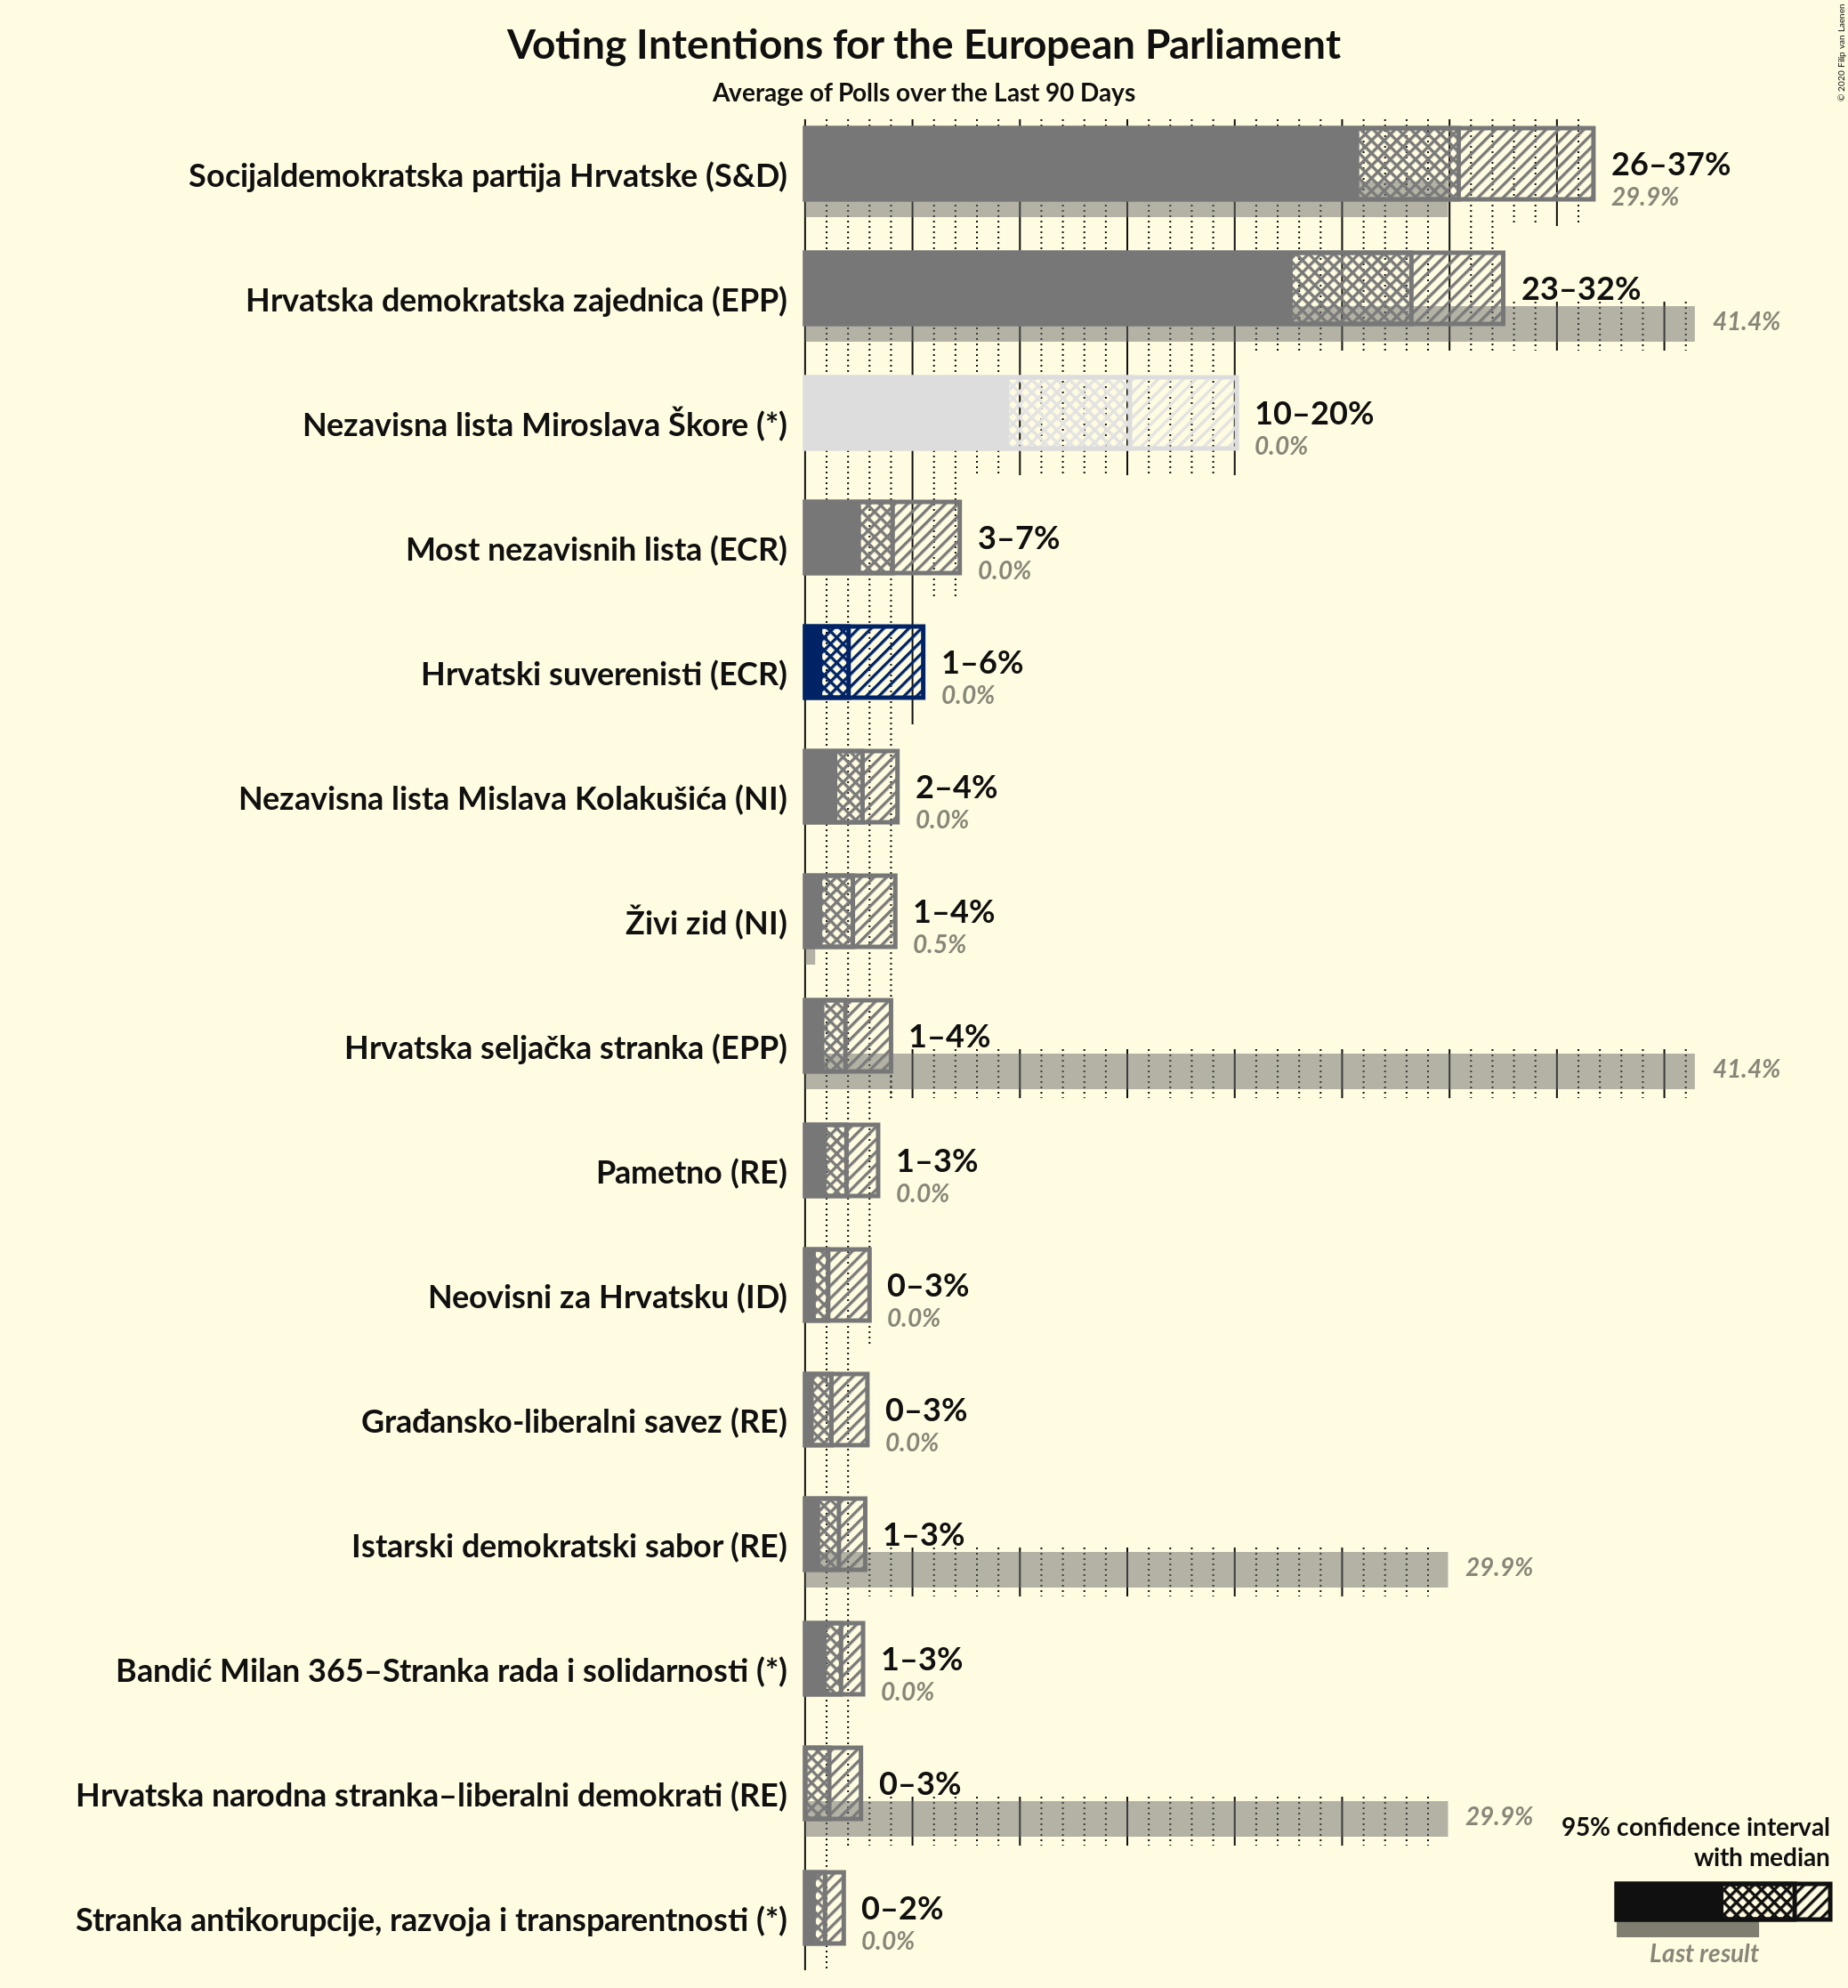 Voting Intentions for the European Parliament
Average of Polls over the Last 90 Days
© 2020 Filip van Laenen
Socijaldemokratska partija Hrvatske (S&D)
26–37%
29.9%
Hrvatska demokratska zajednica (EPP)
23–32%
41.4%
Nezavisna lista Miroslava Škore (*)
10–20%
0.0%
Most nezavisnih lista (ECR)
3–7%
0.0%
Hrvatski suverenisti (ECR)
1–6%
0.0%
Nezavisna lista Mislava Kolakušića (NI)
2–4%
0.0%
Živi zid (NI)
1–4%
0.5%
Hrvatska seljačka stranka (EPP)
1–4%
41.4%
Pametno (RE)
1–3%
0.0%
Neovisni za Hrvatsku (ID)
0–3%
0.0%
Građansko-liberalni savez (RE)
0–3%
0.0%
Istarski demokratski sabor (RE)
1–3%
29.9%
Bandić Milan 365–Stranka rada i solidarnosti (*)
1–3%
0.0%
Hrvatska narodna stranka–liberalni demokrati (RE)
0–3%
29.9%
Stranka antikorupcije, razvoja i transparentnosti (*)
0–2%
0.0%
95% confidence interval
with median
Last result